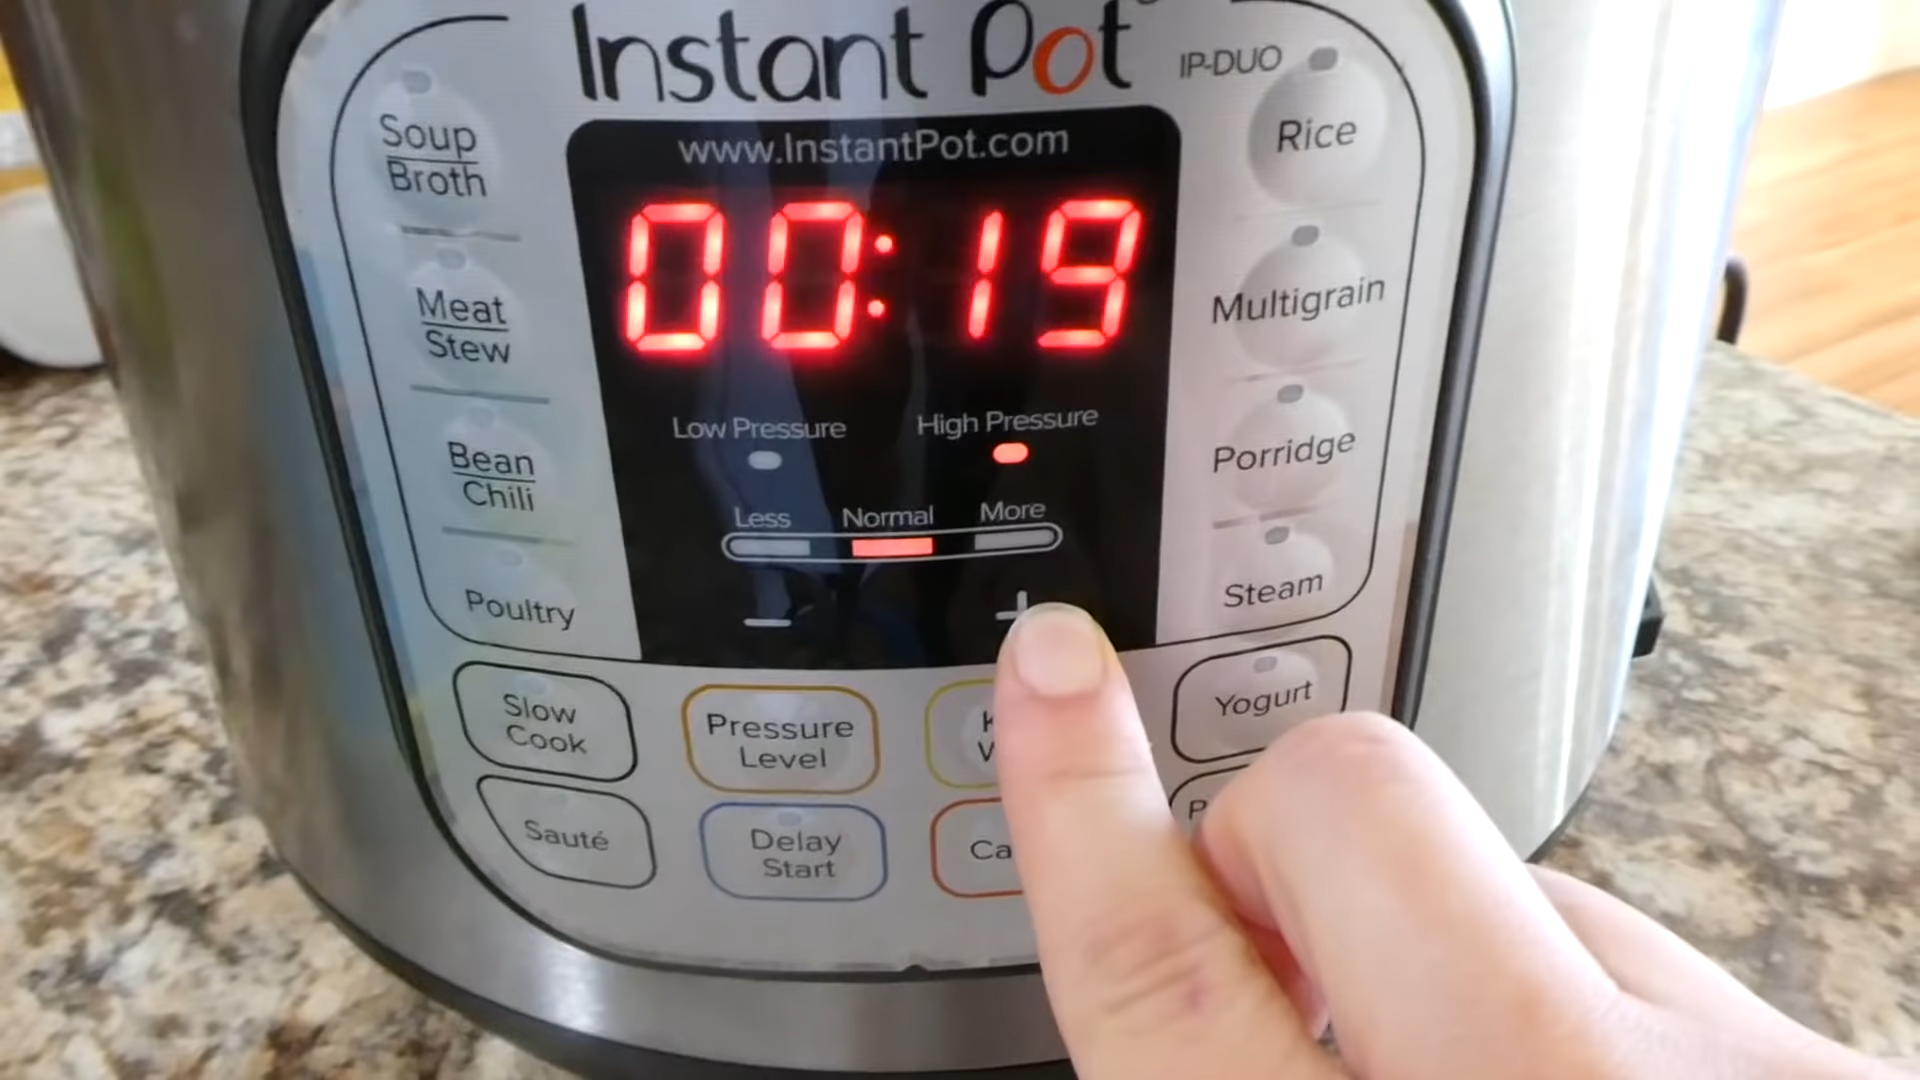 Instant Pot
IP-DUO
www.InstantPot.com
00:19
Low Pressure
High Pressure
Less
Normal
More
−
+
Soup
Broth
Meat
Stew
Bean
Chili
Poultry
Rice
Multigrain
Porridge
Steam
Slow
Cook
Pressure
Level
Yogurt
Sauté
Delay
Start